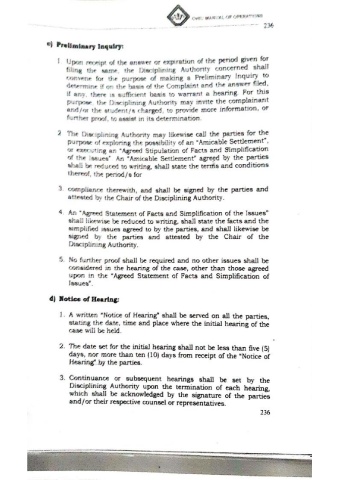 CHSC MANUAL OF OPERATIONS
236
c) Preliminary Inquiry:
1. Upon receipt of the answer or expiration of the period given for
filing the same, the Disciplining Authority concerned shall
convene for the purpose of making a Preliminary Inquiry to
determine if on the basis of the Complaint and the answer filed,
if any, there is sufficient basis to warrant a hearing. For this
purpose, the Disciplining Authority may invite the complainant
and/or the student/s charged, to provide more information, or
further proof, to assist in its determination.
2. The Disciplining Authority may likewise call the parties for the
purpose of exploring the possibility of an "Amicable Settlement",
or executing an "Agreed Stipulation of Facts and Simplification
of the Issues". An "Amicable Settlement" agreed by the parties
shall be reduced to writing, shall state the terms and conditions
thereof, the period/s for
3. compliance therewith, and shall be signed by the parties and
attested by the Chair of the Disciplining Authority.
4. An "Agreed Statement of Facts and Simplification of the Issues"
shall likewise be reduced to writing, shall state the facts and the
simplified issues agreed to by the parties, and shall likewise be
signed by the parties and attested by the Chair of the
Disciplining Authority.
5. No further proof shall be required and no other issues shall be
considered in the hearing of the case, other than those agreed
upon in the "Agreed Statement of Facts and Simplification of
Issues".
d) Notice of Hearing:
1. A written "Notice of Hearing" shall be served on all the parties,
stating the date, time and place where the initial hearing of the
case will be held.
2. The date set for the initial hearing shall not be less than five (5)
days, nor more than ten (10) days from receipt of the "Notice of
Hearing" by the parties.
3. Continuance or subsequent hearings shall be set by the
Disciplining Authority upon the termination of each hearing,
which shall be acknowledged by the signature of the parties
and/or their respective counsel or representatives.
236